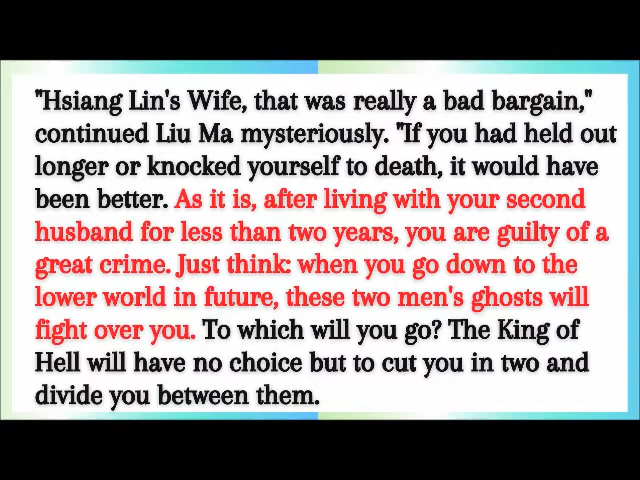 "Hsiang Lin's Wife, that was really a bad bargain,"
continued Liu Ma mysteriously. "If you had held out
longer or knocked yourself to death, it would have
been better. As it is, after living with your second
husband for less than two years, you are guilty of a
great crime. Just think: when you go down to the
lower world in future, these two men's ghosts will
fight over you. To which will you go? The King of
Hell will have no choice but to cut you in two and
divide you between them.